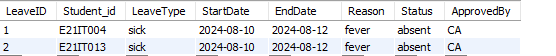 LeaveID Student_id LeaveType StartDate EndDate Reason Status ApprovedBy
1 E21IT004 sick 2024-08-10 2024-08-12 fever absent CA
2 E21IT013 sick 2024-08-10 2024-08-12 fever absent CA